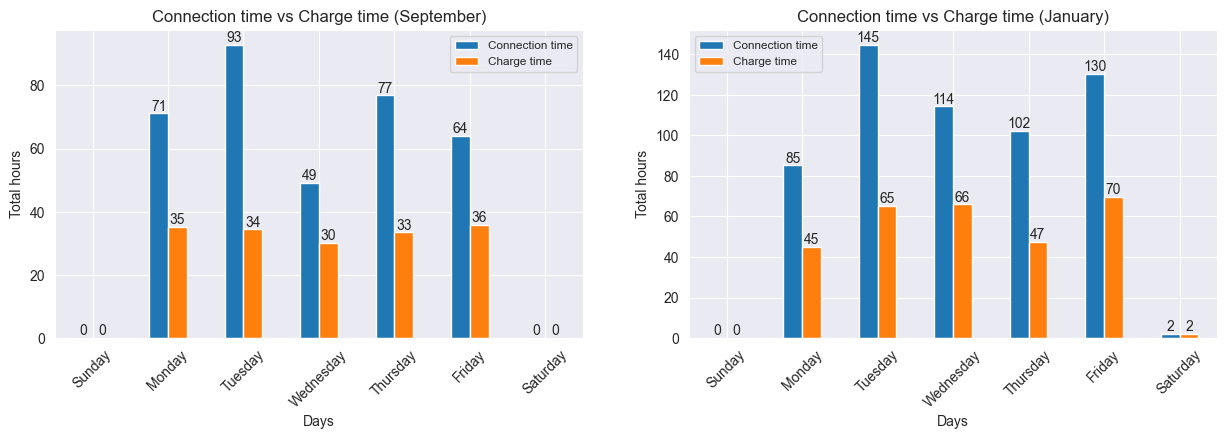 Connection time vs Charge time (September)
Connection time
Charge time
Total hours
80
60
40
20
0
0 0
71 35
93 34
49 30
77 33
64 36
0 0
Sunday Monday Tuesday Wednesday Thursday Friday Saturday
Days
Connection time vs Charge time (January)
Connection time
Charge time
Total hours
140
120
100
80
60
40
20
0
0 0
85 45
145 65
114 66
102 47
130 70
2 2
Sunday Monday Tuesday Wednesday Thursday Friday Saturday
Days